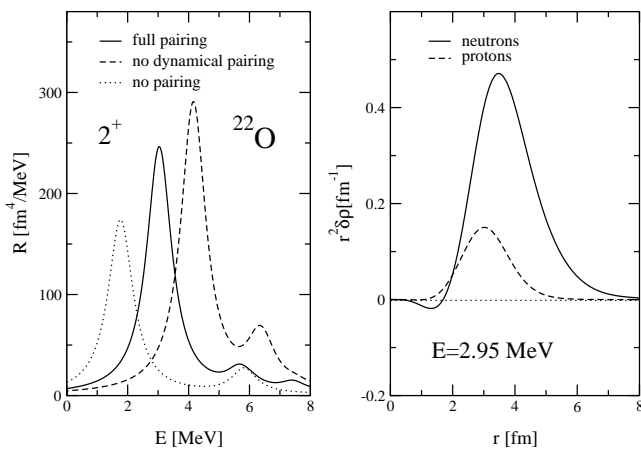 full pairing
no dynamical pairing
no pairing
2+
22O
R [fm4/MeV]
300
200
100
0
0
2
4
6
8
E [MeV]
neutrons
protons
r2δρ[fm-1]
0.4
0.2
0
-0.2
E=2.95 MeV
0
2
4
6
8
r [fm]